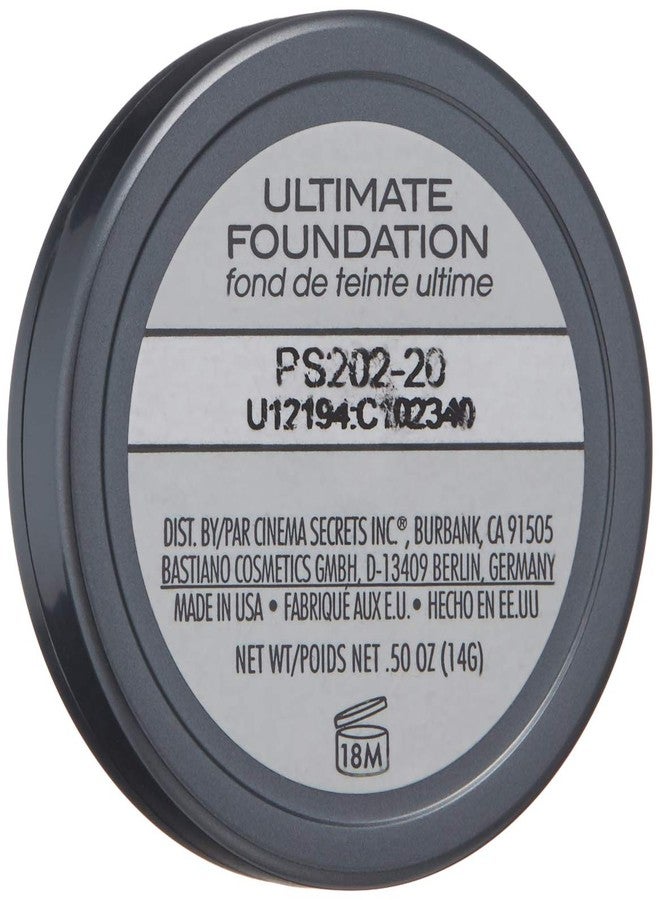 ULTIMATE
FOUNDATION
fond de teinte ultime
PS202-20
U12194:C102340
DIST. BY/PAR CINEMA SECRETS INC®, BURBANK, CA 91505
BASTIANO COSMETICS GMBH, D-13409 BERLIN, GERMANY
MADE IN USA • FABRIQUÉ AUX E.U. • HECHO EN EE.UU
NET WT/POIDS NET .50 OZ (14G)
18M